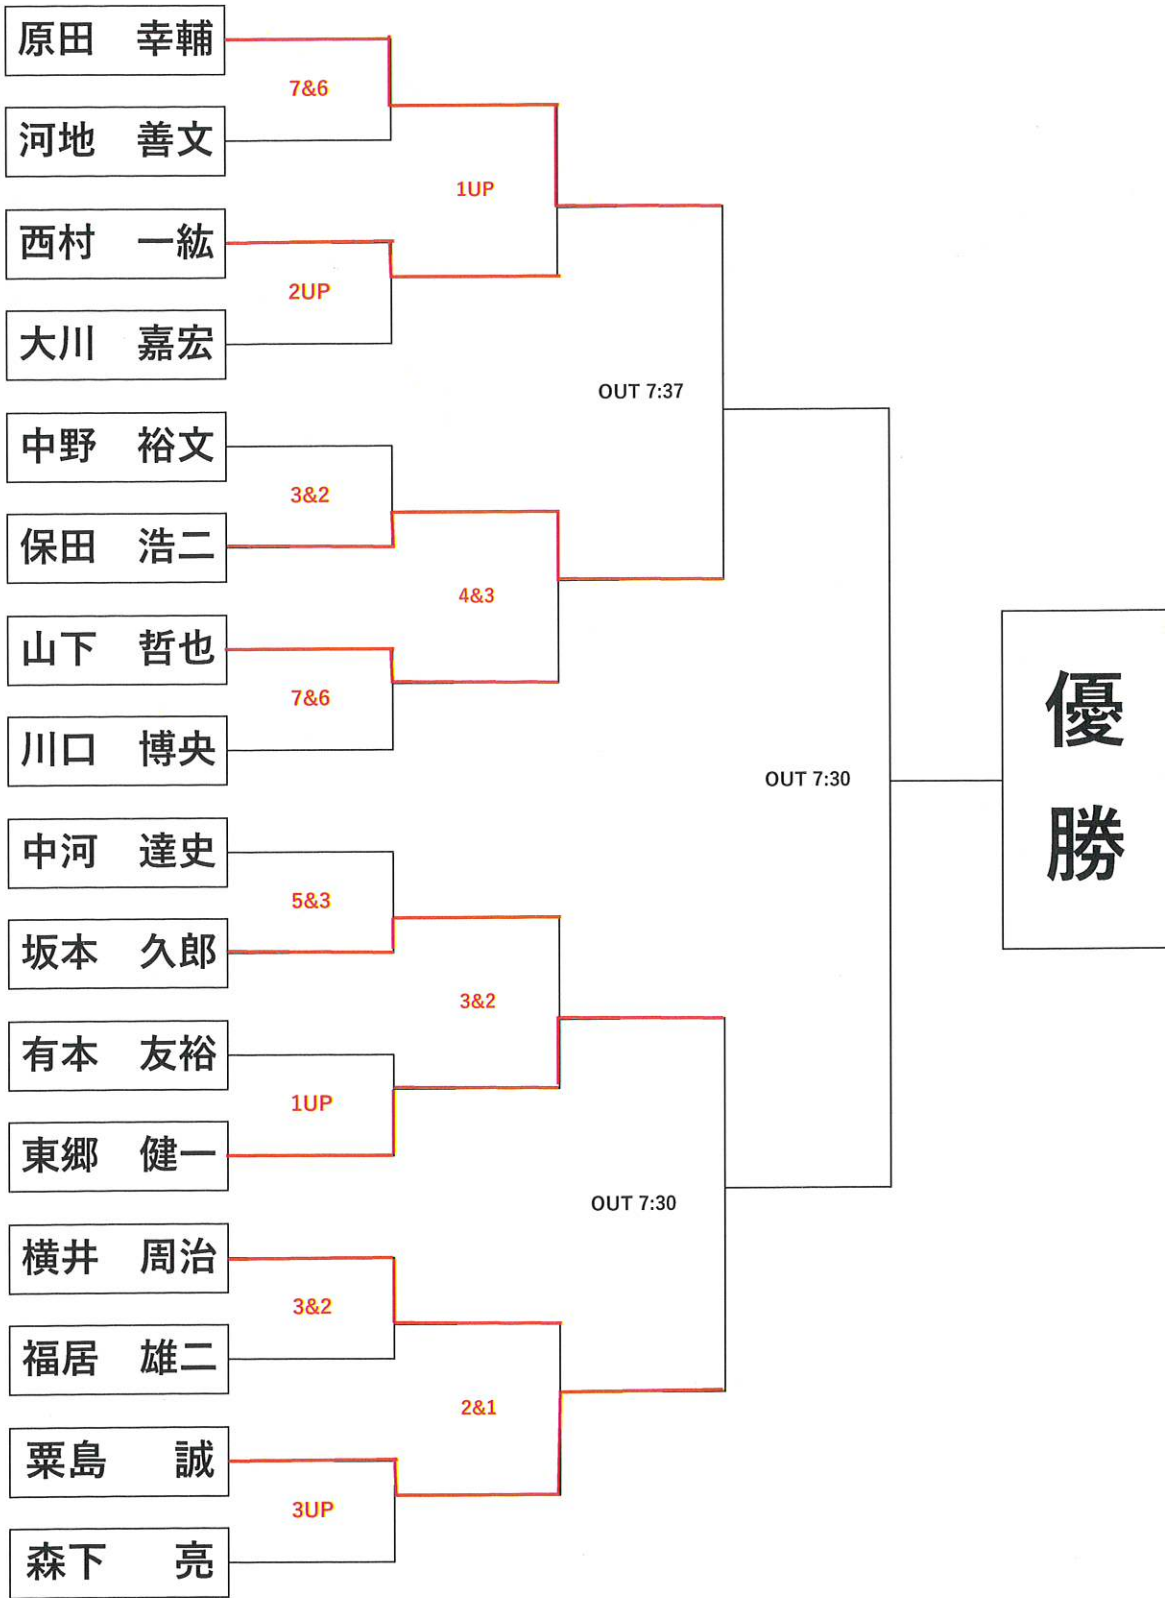 原田　幸輔
7&6
河地　善文
1UP
西村　一紘
2UP
大川　嘉宏
OUT 7:37
中野　裕文
3&2
保田　浩二
4&3
山下　哲也
7&6
川口　博央
OUT 7:30
優
勝
中河　達史
5&3
坂本　久郎
3&2
有本　友裕
1UP
東郷　健一
OUT 7:30
横井　周治
3&2
福居　雄二
2&1
粟島　誠
3UP
森下　亮